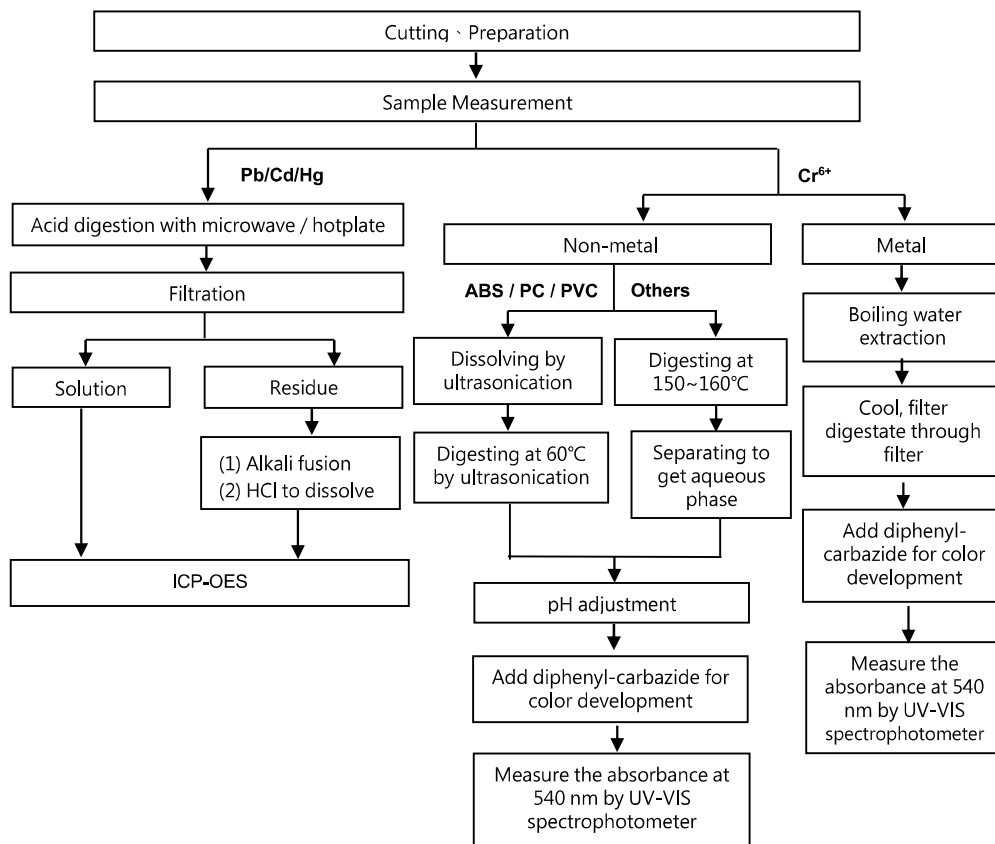 Cutting、Preparation
Sample Measurement
Pb/Cd/Hg
Cr⁶⁺
Acid digestion with microwave / hotplate
Non-metal
Metal
Filtration
ABS / PC / PVC
Others
Boiling water
extraction
Solution
Residue
Dissolving by
ultrasonication
Digesting at
150~160℃
Cool, filter
digestate through
filter
(1) Alkali fusion
(2) HCl to dissolve
Digesting at 60℃
by ultrasonication
Separating to
get aqueous
phase
Add diphenyl-
carbazide for color
development
ICP-OES
pH adjustment
Measure the
absorbance at 540
nm by UV-VIS
spectrophotometer
Add diphenyl-carbazide for
color development
Measure the absorbance at
540 nm by UV-VIS
spectrophotometer